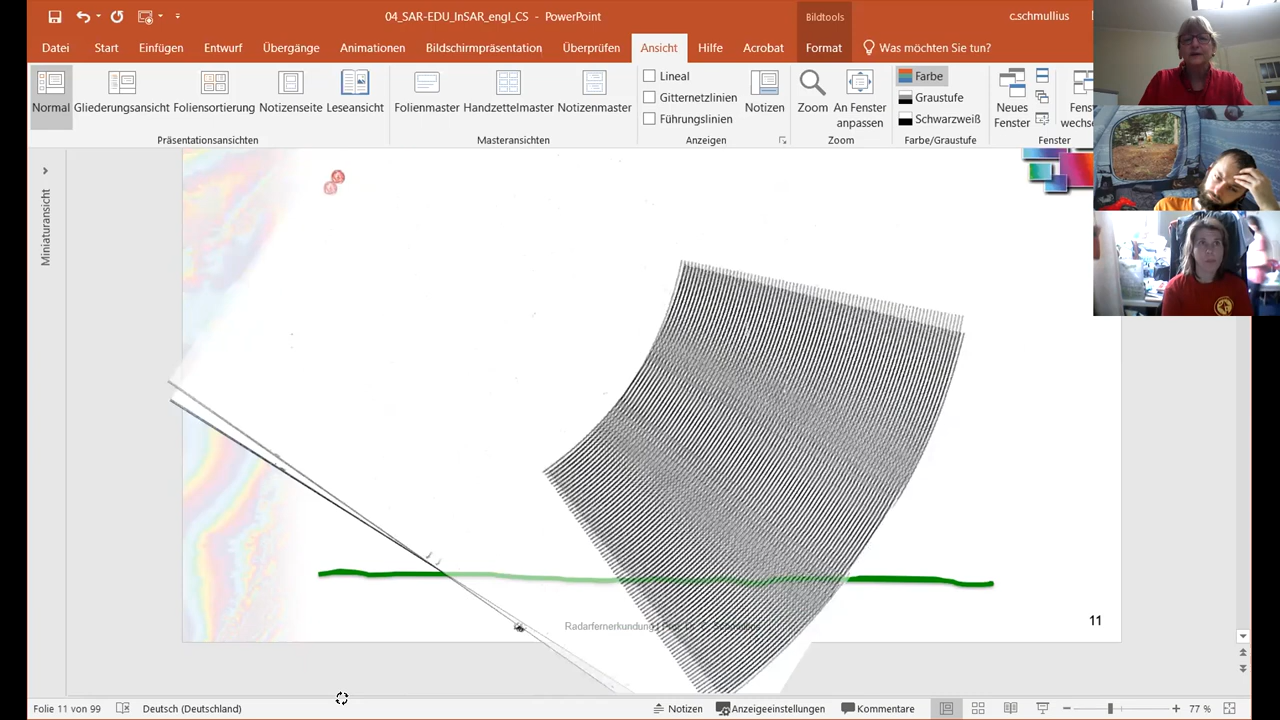 04_SAR-EDU_InSAR_engl_CS - PowerPoint
Bildtools
c.schmullius
Datei Start Einfügen Entwurf Übergänge Animationen Bildschirmpräsentation Überprüfen Ansicht Hilfe Acrobat Format Was möchten Sie tun?
Normal Gliederungsansicht Foliensortierung Notizenseite Leseansicht
Präsentationsansichten
Folienmaster Handzettelmaster Notizenmaster
Masteransichten
Lineal
Gitternetzlinien
Führungslinien
Notizen
Anzeigen
Zoom An Fenster anpassen
Zoom
Farbe
Graustufe
Schwarzweiß
Farbe/Graustufe
Neues Fenster
Fenster
Miniaturansicht
Radarfernerkundung
11
Folie 11 von 99 Deutsch (Deutschland) Notizen Anzeigeeinstellungen Kommentare 77 %